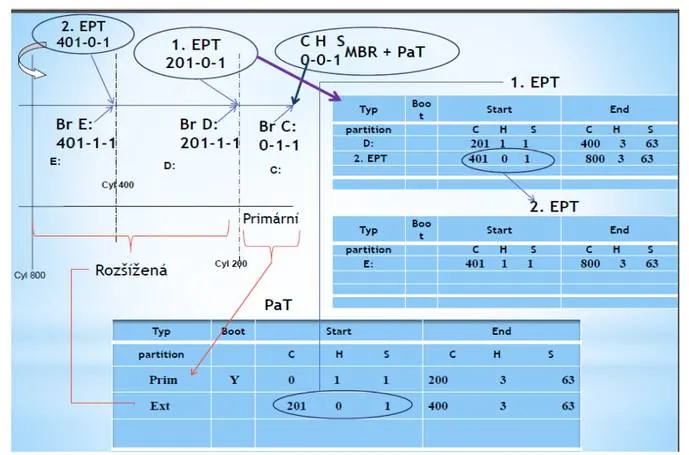 2. EPT
401-0-1
1. EPT
201-0-1
C H S
0-0-1 MBR + PaT
1. EPT
Br E:
401-1-1
E:
Br D:
201-1-1
D:
Br C:
0-1-1
C:
Cyl 400
Typ Boo t Start End
partition C H S C H S
D: 201 1 1 400 3 63
2. EPT 401 0 1 800 3 63
2. EPT
Typ Boo t Start End
partition C H S C H S
E: 401 1 1 800 3 63
Primární
Rozšířená
Cyl 200
Cyl 800
PaT
Typ Boot Start End
partition C H S C H S
Prim Y 0 1 1 200 3 63
Ext 201 0 1 400 3 63